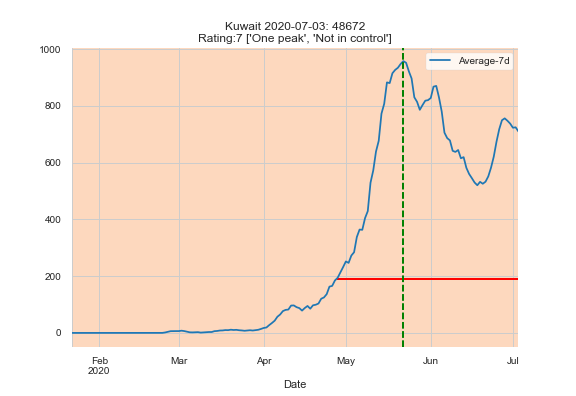 Kuwait 2020-07-03: 48672
Rating:7 ['One peak', 'Not in control']
Average-7d
1000
800
600
400
200
0
Feb
2020
Mar
Apr
May
Jun
Jul
Date